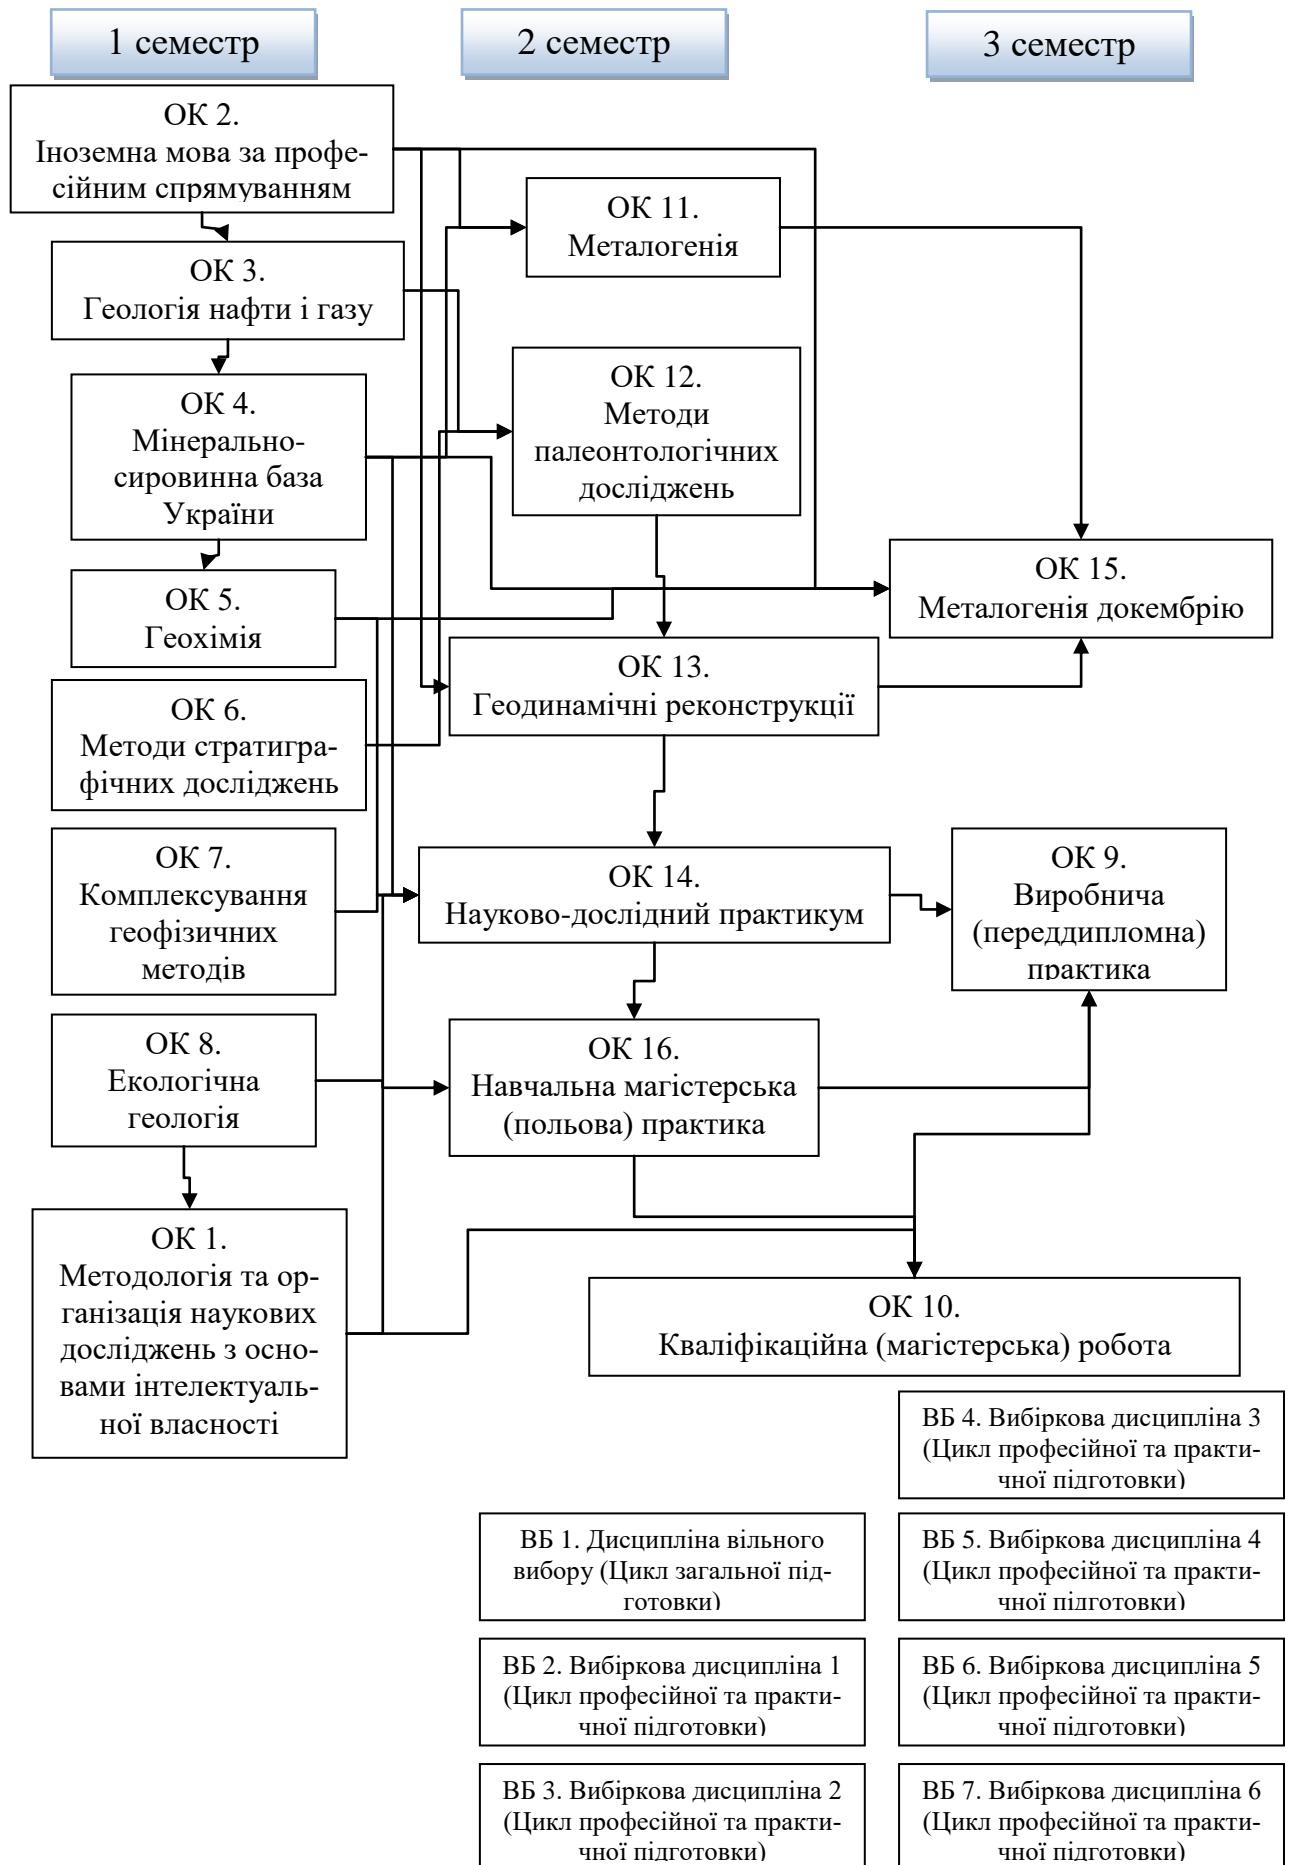 1 семестр
2 семестр
3 семестр
ОК 2.
Іноземна мова за профе-
сійним спрямуванням
ОК 3.
Геологія нафти і газу
ОК 4.
Мінерально-
сировинна база
України
ОК 5.
Геохімія
ОК 6.
Методи стратигра-
фічних досліджень
ОК 7.
Комплексування
геофізичних
методів
ОК 8.
Екологічна
геологія
ОК 1.
Методологія та ор-
ганізація наукових
досліджень з осно-
вами інтелектуаль-
ної власності
ОК 11.
Металогенія
ОК 12.
Методи
палеонтологічних
досліджень
ОК 13.
Геодинамічні реконструкції
ОК 14.
Науково-дослідний практикум
ОК 16.
Навчальна магістерська
(польова) практика
ОК 15.
Металогенія докембрію
ОК 9.
Виробнича
(переддипломна)
практика
ОК 10.
Кваліфікаційна (магістерська) робота
ВБ 1. Дисципліна вільного
вибору (Цикл загальної під-
готовки)
ВБ 2. Вибіркова дисципліна 1
(Цикл професійної та практи-
чної підготовки)
ВБ 3. Вибіркова дисципліна 2
(Цикл професійної та практи-
чної підготовки)
ВБ 4. Вибіркова дисципліна 3
(Цикл професійної та практи-
чної підготовки)
ВБ 5. Вибіркова дисципліна 4
(Цикл професійної та практи-
чної підготовки)
ВБ 6. Вибіркова дисципліна 5
(Цикл професійної та практи-
чної підготовки)
ВБ 7. Вибіркова дисципліна 6
(Цикл професійної та практи-
чної підготовки)